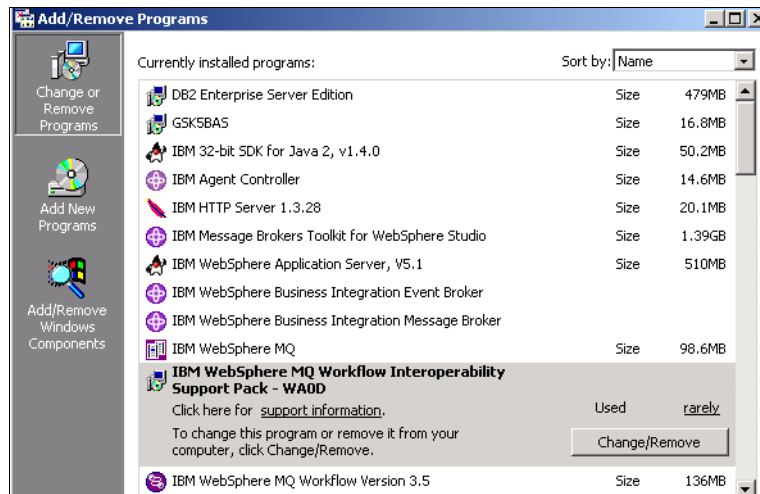 Add/Remove Programs
Change or
Remove
Programs
Add New
Programs
Add/Remove
Windows
Components
Currently installed programs:
Sort by: Name
DB2 Enterprise Server Edition Size 479MB
GSK5BAS Size 16.8MB
IBM 32-bit SDK for Java 2, v1.4.0 Size 50.2MB
IBM Agent Controller Size 14.6MB
IBM HTTP Server 1.3.28 Size 20.1MB
IBM Message Brokers Toolkit for WebSphere Studio Size 1.39GB
IBM WebSphere Application Server, V5.1 Size 510MB
IBM WebSphere Business Integration Event Broker
IBM WebSphere Business Integration Message Broker
IBM WebSphere MQ Size 98.6MB
IBM WebSphere MQ Workflow Interoperability
Support Pack - WA0D
Click here for support information. Used rarely
To change this program or remove it from your
computer, click Change/Remove.
Change/Remove
IBM WebSphere MQ Workflow Version 3.5 Size 136MB